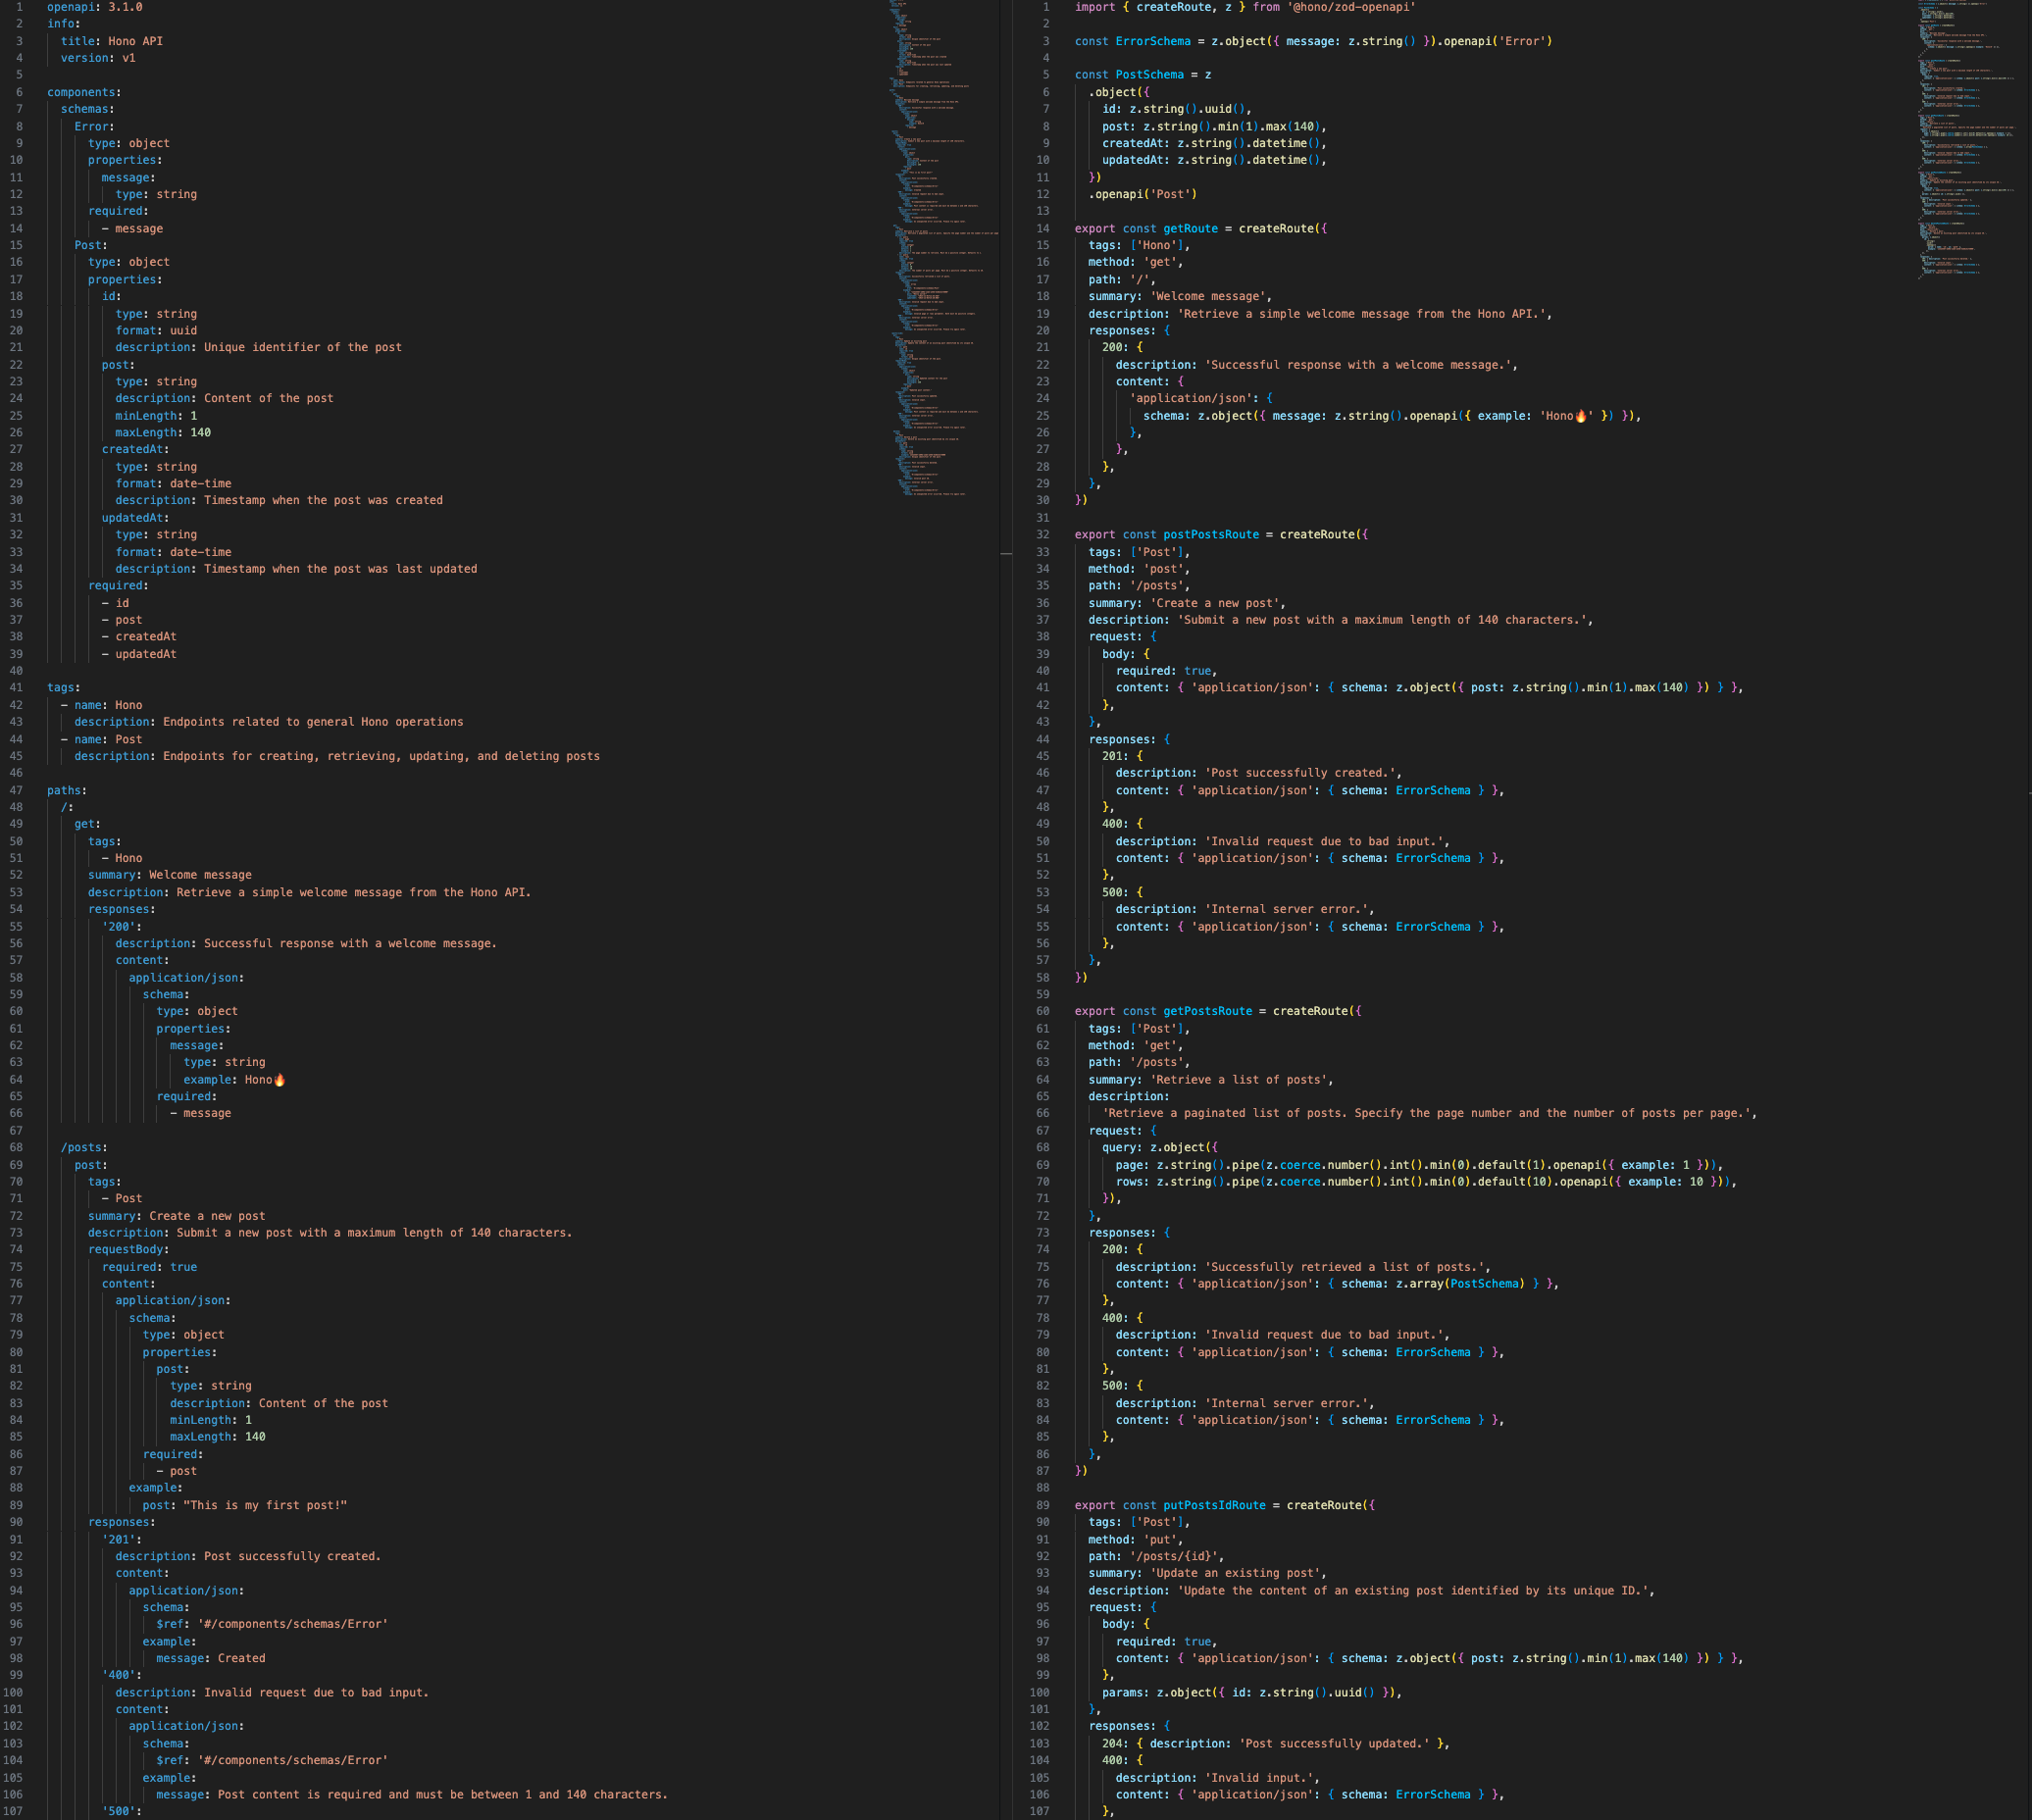 1 openapi: 3.1.0
2 info:
3 title: Hono API
4 version: v1
5
6 components:
7 schemas:
8 Error:
9 type: object
10 properties:
11 message:
12 type: string
13 required:
14 - message
15 Post:
16 type: object
17 properties:
18 id:
19 type: string
20 format: uuid
21 description: Unique identifier of the post
22 post:
23 type: string
24 description: Content of the post
25 minLength: 1
26 maxLength: 140
27 createdAt:
28 type: string
29 format: date-time
30 description: Timestamp when the post was created
31 updatedAt:
32 type: string
33 format: date-time
34 description: Timestamp when the post was last updated
35 required:
36 - id
37 - post
38 - createdAt
39 - updatedAt
40
41 tags:
42 - name: Hono
43 description: Endpoints related to general Hono operations
44 - name: Post
45 description: Endpoints for creating, retrieving, updating, and deleting posts
46
47 paths:
48 /:
49 get:
50 tags:
51 - Hono
52 summary: Welcome message
53 description: Retrieve a simple welcome message from the Hono API.
54 responses:
55 '200':
56 description: Successful response with a welcome message.
57 content:
58 application/json:
59 schema:
60 type: object
61 properties:
62 message:
63 type: string
64 example: Hono🔥
65 required:
66 - message
67
68 /posts:
69 post:
70 tags:
71 - Post
72 summary: Create a new post
73 description: Submit a new post with a maximum length of 140 characters.
74 requestBody:
75 required: true
76 content:
77 application/json:
78 schema:
79 type: object
80 properties:
81 post:
82 type: string
83 description: Content of the post
84 minLength: 1
85 maxLength: 140
86 required:
87 - post
88 example:
89 post: "This is my first post!"
90 responses:
91 '201':
92 description: Post successfully created.
93 content:
94 application/json:
95 schema:
96 $ref: '#/components/schemas/Error'
97 example:
98 message: Created
99 '400':
100 description: Invalid request due to bad input.
101 content:
102 application/json:
103 schema:
104 $ref: '#/components/schemas/Error'
105 example:
106 message: Post content is required and must be between 1 and 140 characters.
107 '500':
1 import { createRoute, z } from '@hono/zod-openapi'
2
3 const ErrorSchema = z.object({ message: z.string() }).openapi('Error')
4
5 const PostSchema = z
6 .object({
7 id: z.string().uuid(),
8 post: z.string().min(1).max(140),
9 createdAt: z.string().datetime(),
10 updatedAt: z.string().datetime(),
11 })
12 .openapi('Post')
13
14 export const getRoute = createRoute({
15 tags: ['Hono'],
16 method: 'get',
17 path: '/',
18 summary: 'Welcome message',
19 description: 'Retrieve a simple welcome message from the Hono API.',
20 responses: {
21 200: {
22 description: 'Successful response with a welcome message.',
23 content: {
24 'application/json': {
25 schema: z.object({ message: z.string().openapi({ example: 'Hono🔥' }) }),
26 },
27 },
28 },
29 },
30 })
31
32 export const postPostsRoute = createRoute({
33 tags: ['Post'],
34 method: 'post',
35 path: '/posts',
36 summary: 'Create a new post',
37 description: 'Submit a new post with a maximum length of 140 characters.',
38 request: {
39 body: {
40 required: true,
41 content: { 'application/json': { schema: z.object({ post: z.string().min(1).max(140) }) } },
42 },
43 },
44 responses: {
45 201: {
46 description: 'Post successfully created.',
47 content: { 'application/json': { schema: ErrorSchema } },
48 },
49 400: {
50 description: 'Invalid request due to bad input.',
51 content: { 'application/json': { schema: ErrorSchema } },
52 },
53 500: {
54 description: 'Internal server error.',
55 content: { 'application/json': { schema: ErrorSchema } },
56 },
57 },
58 })
59
60 export const getPostsRoute = createRoute({
61 tags: ['Post'],
62 method: 'get',
63 path: '/posts',
64 summary: 'Retrieve a list of posts',
65 description:
66 'Retrieve a paginated list of posts. Specify the page number and the number of posts per page.',
67 request: {
68 query: z.object({
69 page: z.string().pipe(z.coerce.number().int().min(0).default(1).openapi({ example: 1 })),
70 rows: z.string().pipe(z.coerce.number().int().min(0).default(10).openapi({ example: 10 })),
71 }),
72 },
73 responses: {
74 200: {
75 description: 'Successfully retrieved a list of posts.',
76 content: { 'application/json': { schema: z.array(PostSchema) } },
77 },
78 400: {
79 description: 'Invalid request due to bad input.',
80 content: { 'application/json': { schema: ErrorSchema } },
81 },
82 500: {
83 description: 'Internal server error.',
84 content: { 'application/json': { schema: ErrorSchema } },
85 },
86 },
87 })
88
89 export const putPostsIdRoute = createRoute({
90 tags: ['Post'],
91 method: 'put',
92 path: '/posts/{id}',
93 summary: 'Update an existing post',
94 description: 'Update the content of an existing post identified by its unique ID.',
95 request: {
96 body: {
97 required: true,
98 content: { 'application/json': { schema: z.object({ post: z.string().min(1).max(140) }) } },
99 },
100 params: z.object({ id: z.string().uuid() }),
101 },
102 responses: {
103 204: { description: 'Post successfully updated.' },
104 400: {
105 description: 'Invalid input.',
106 content: { 'application/json': { schema: ErrorSchema } },
107 },